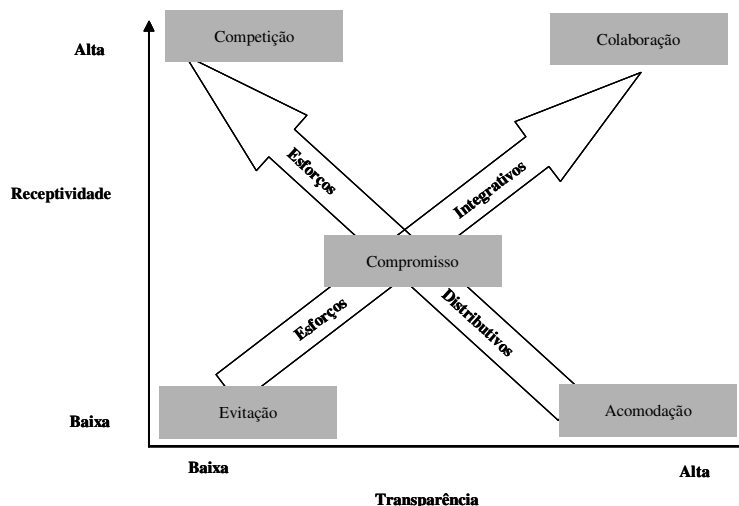 Competição
Colaboração
Alta
Esforços
Integrativos
Receptividade
Compromisso
Esforços
Distributivos
Evitação
Acomodação
Baixa
Baixa
Alta
Transparência